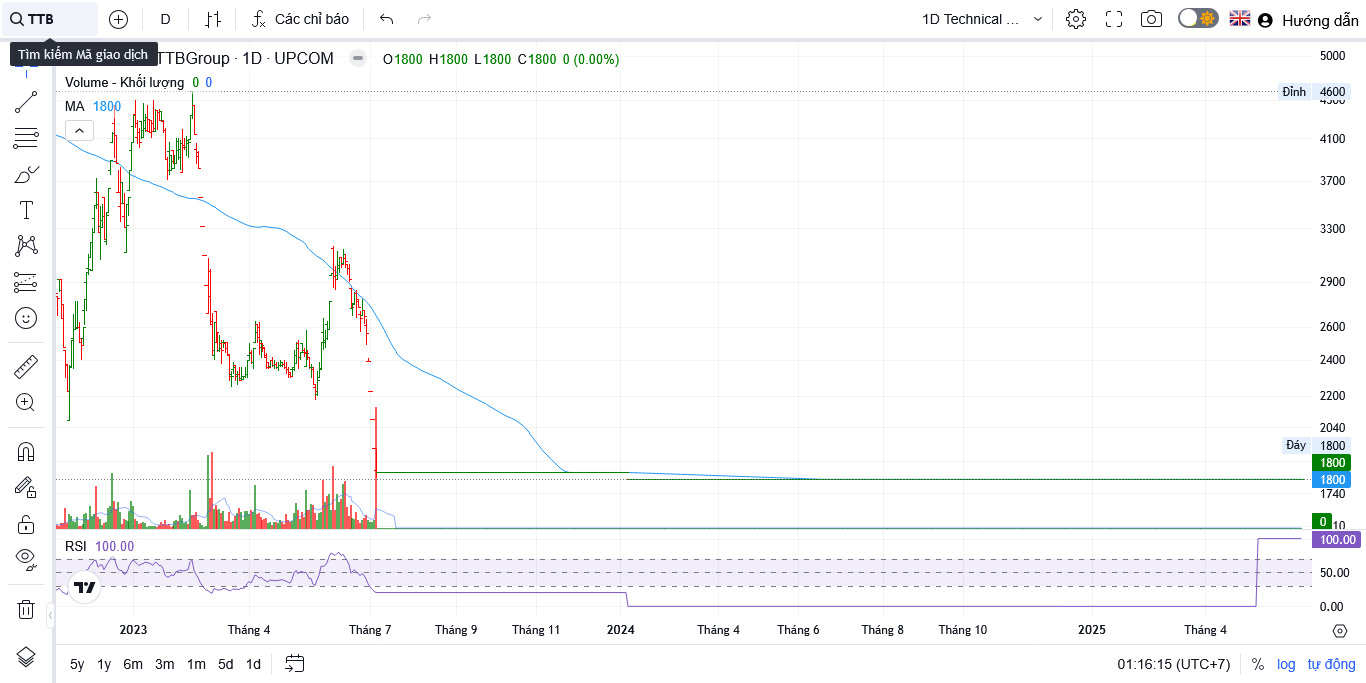 TTB
D
Các chỉ báo
1D Technical ...
Hướng dẫn
Tìm kiếm Mã giao dịch
TTBGroup · 1D · UPCOM
O1800 H1800 L1800 C1800 0 (0.00%)
Volume - Khối lượng 0 0
MA 1800
5000
Đỉnh 4600
4500
4100
3700
3300
2900
2600
2400
2200
2040
Đáy 1800
1800
1800
1740
0
RSI 100.00
100.00
50.00
0.00
2023 Tháng 4 Tháng 7 Tháng 9 Tháng 11 2024 Tháng 4 Tháng 6 Tháng 8 Tháng 10 2025 Tháng 4
5y 1y 6m 3m 1m 5d 1d
01:16:15 (UTC+7) % log tự động